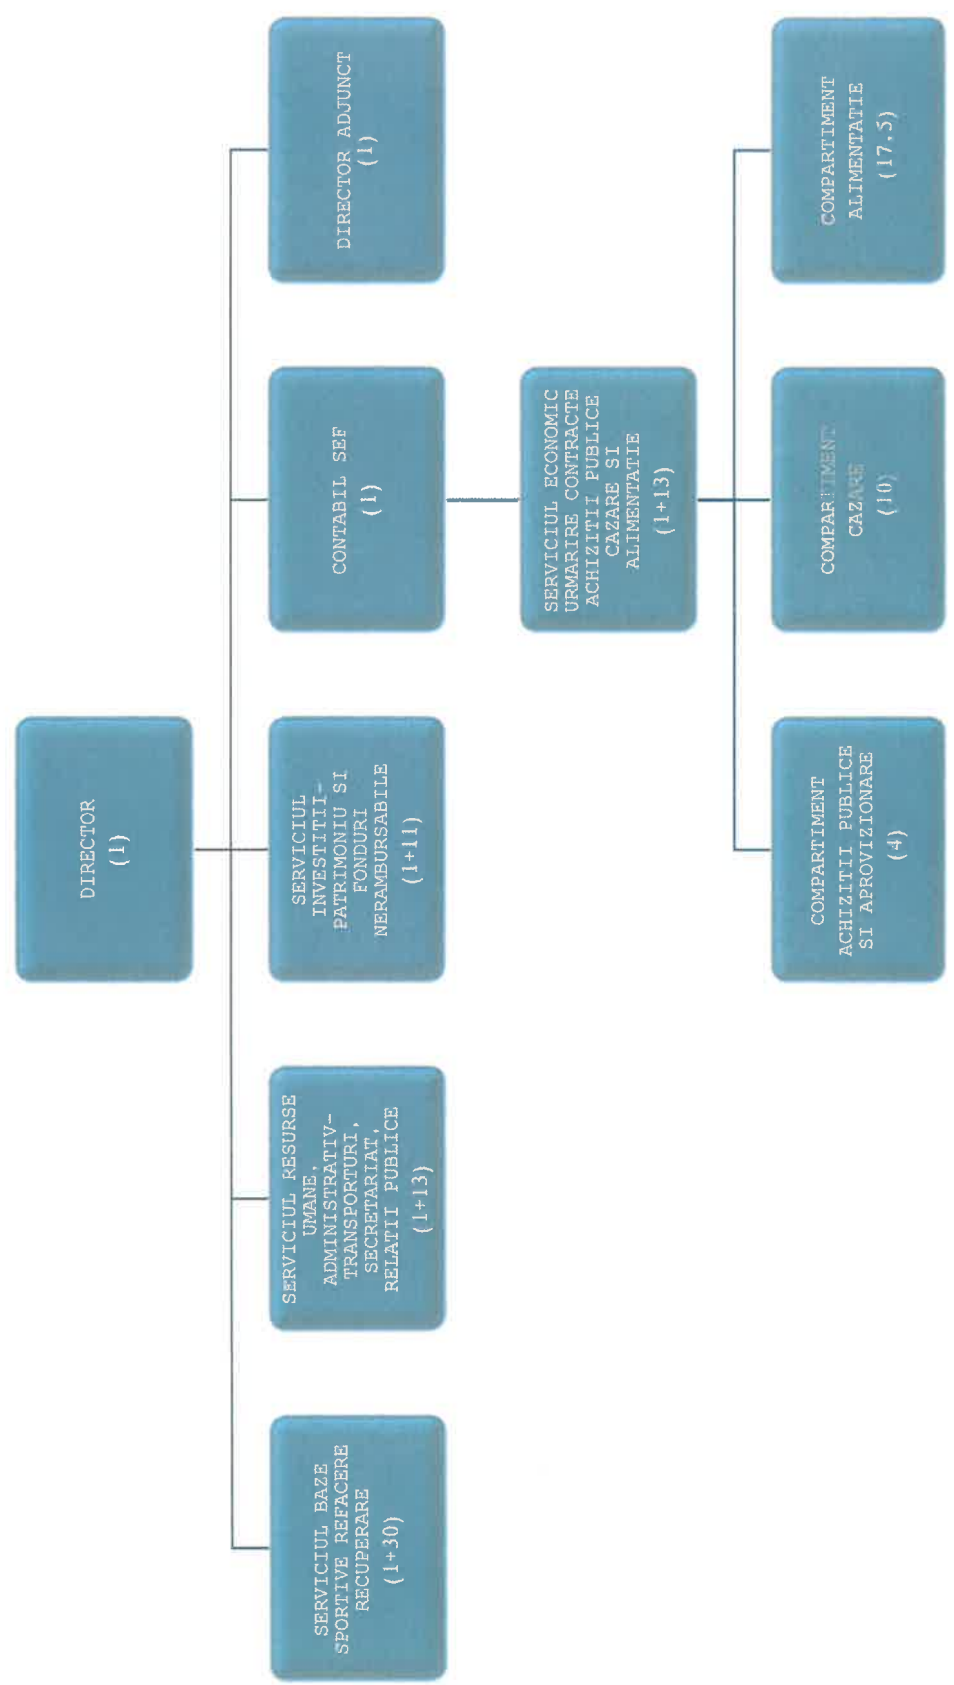 DIRECTOR
(1)
SERVICIUL BAZE
SPORTIVE REFACERE
RECUPERARE
(1+30)
SERVICIUL RESURSE
UMANE,
ADMINISTRATIV-
TRANSPORTURI,
SECRETARIAT,
RELATII PUBLICE
(1+13)
SERVICIUL
INVESTITII-
PATRIMONIU SI
FONDURI
NERAMBURSABILE
(1+11)
CONTABIL SEF
(1)
DIRECTOR ADJUNCT
(1)
SERVICIUL ECONOMIC
URMARIRE CONTRACTE
ACHIZITII PUBLICE
CAZARE SI
ALIMENTATIE
(1+13)
COMPARTIMENT
ACHIZITII PUBLICE
SI APROVIZIONARE
(4)
COMPARTIMENT
CAZARE
(10)
COMPARTIMENT
ALIMENTATIE
(17,5)